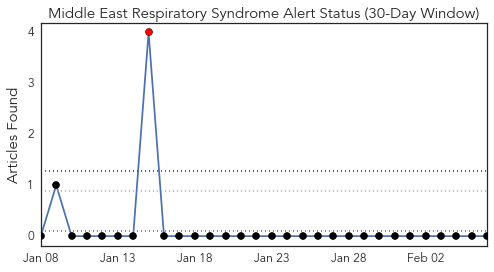 Middle East Respiratory Syndrome Alert Status (30-Day Window)
Articles Found
4
3
2
1
0
Jan 08
Jan 13
Jan 18
Jan 23
Jan 28
Feb 02